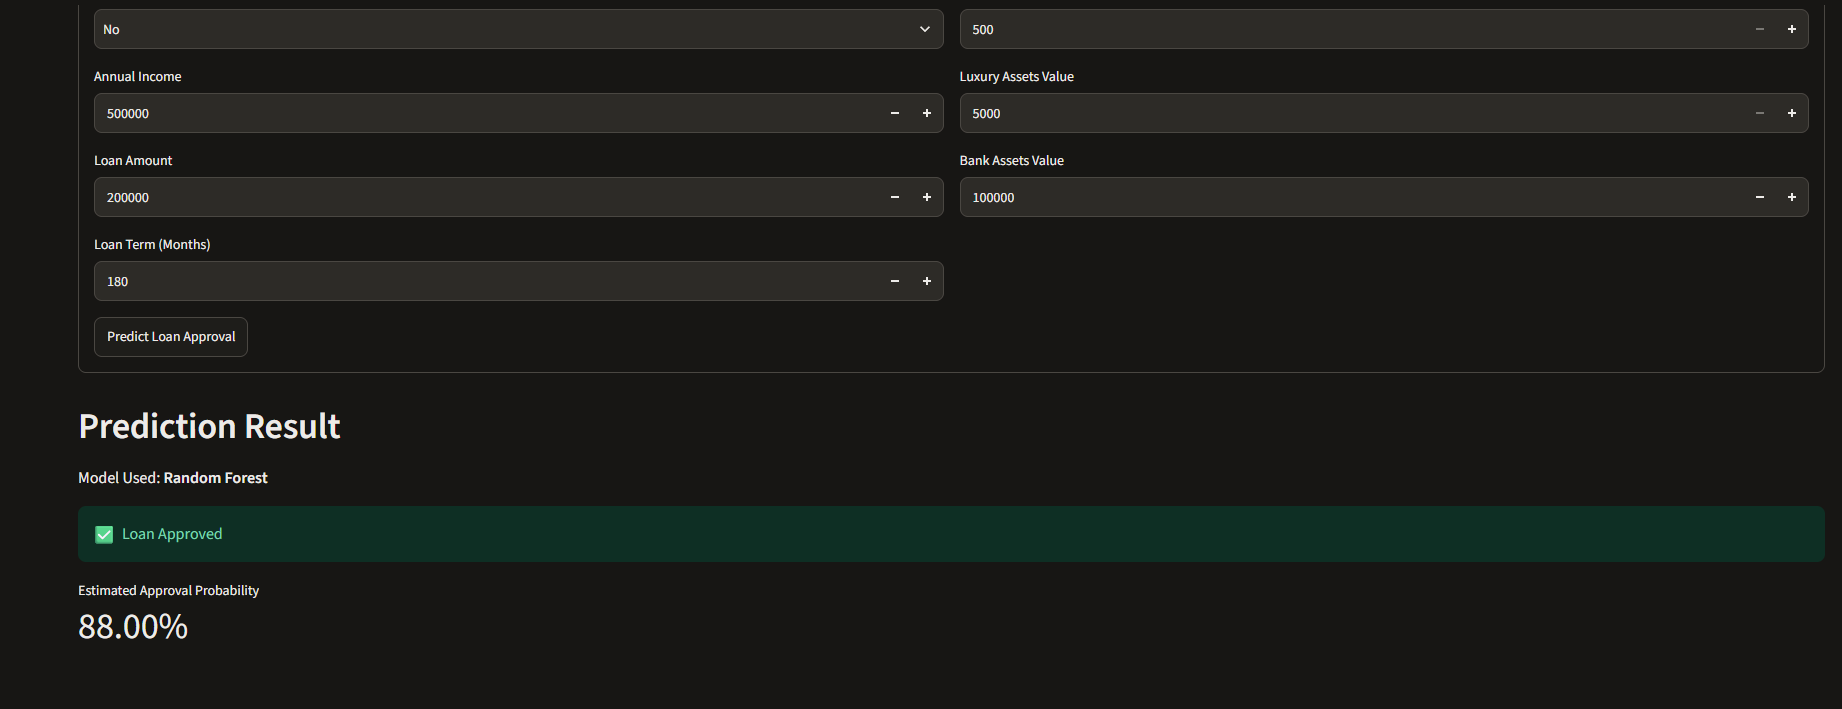 No
500
Annual Income
Luxury Assets Value
500000
5000
Loan Amount
Bank Assets Value
200000
100000
Loan Term (Months)
180
Predict Loan Approval
Prediction Result
Model Used: Random Forest
✅ Loan Approved
Estimated Approval Probability
88.00%